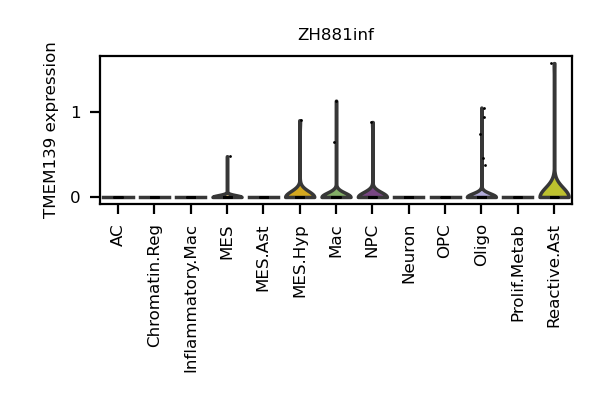 ZH881inf
TMEM139 expression
1
0
AC
Chromatin.Reg
Inflammatory.Mac
MES
MES.Ast
MES.Hyp
Mac
NPC
Neuron
OPC
Oligo
Prolif.Metab
Reactive.Ast